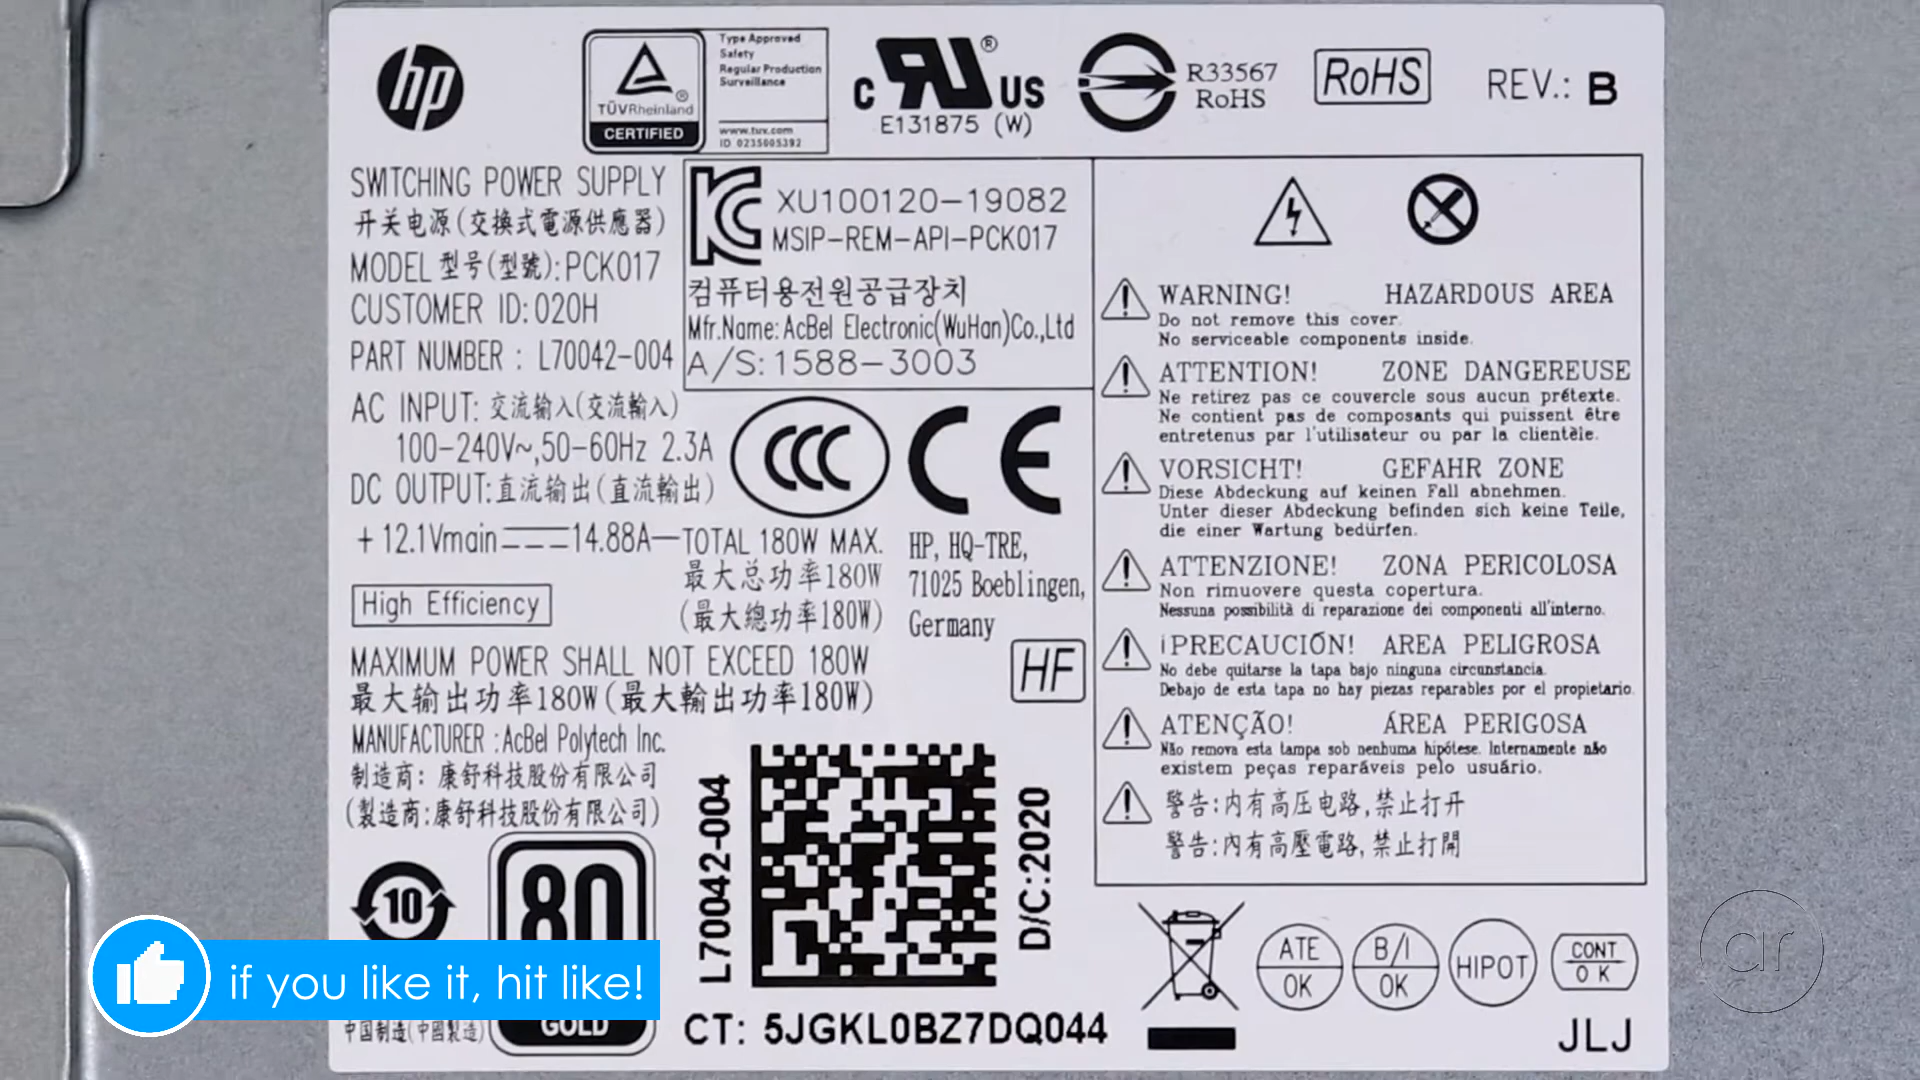 hp
TÜVRheinland
CERTIFIED
Type Approved
Safety
Regular Production
Surveillance
www.tuv.com
ID 0235005392
c RU US ®
E131875 (W)
R33567
RoHS
RoHS
REV.: B
SWITCHING POWER SUPPLY
开关电源(交換式電源供應器)
MODEL 型号(型號):PCK017
CUSTOMER ID:020H
PART NUMBER : L70042-004
XU100120-19082
MSIP-REM-API-PCK017
컴퓨터용전원공급장치
Mfr.Name: AcBel Electronic(WuHan)Co.,Ltd
A/S:1588-3003
AC INPUT: 交流输入(交流輸入)
100-240V~,50-60Hz 2.3A
DC OUTPUT:直流输出(直流輸出)
+12.1Vmain 14.88A—TOTAL 180W MAX.
最大总功率180W
(最大總功率180W)
High Efficiency
CCC
CE
HP, HQ-TRE,
71025 Boeblingen,
Germany
HF
MAXIMUM POWER SHALL NOT EXCEED 180W
最大输出功率180W(最大輸出功率180W)
MANUFACTURER :AcBel Polytech Inc.
制造商: 康舒科技股份有限公司
(製造商:康舒科技股份有限公司)
10
80
GOLD
中国制造(中國製造)
L70042-004
D/C:2020
CT: 5JGKL0BZ7DQ044
WARNING! HAZARDOUS AREA
Do not remove this cover.
No serviceable components inside.
ATTENTION! ZONE DANGEREUSE
Ne retirez pas ce couvercle sous aucun prétexte.
Ne contient pas de composants qui puissent être
entretenus par l'utilisateur ou par la clientèle.
VORSICHT! GEFAHR ZONE
Diese Abdeckung auf keinen Fall abnehmen.
Unter dieser Abdeckung befinden sich keine Teile,
die einer Wartung bedürfen.
ATTENZIONE! ZONA PERICOLOSA
Non rimuovere questa copertura.
Nessuna possibilità di reparazione dei componenti all'interno.
¡PRECAUCIÓN! AREA PELIGROSA
No debe quitarse la tapa bajo ninguna circunstancia.
Debajo de esta tapa no hay piezas reparables por el propietario.
ATENÇÃO! ÁREA PERIGOSA
Não remova esta tampa sob nenhuma hipótese. Internamente não
existem peças reparáveis pelo usuário.
警告:内有高压电路,禁止打开
警告:內有高壓電路,禁止打開
ATE
OK
B/I
OK
HIPOT
CONT
OK
JLJ
if you like it, hit like!
ar